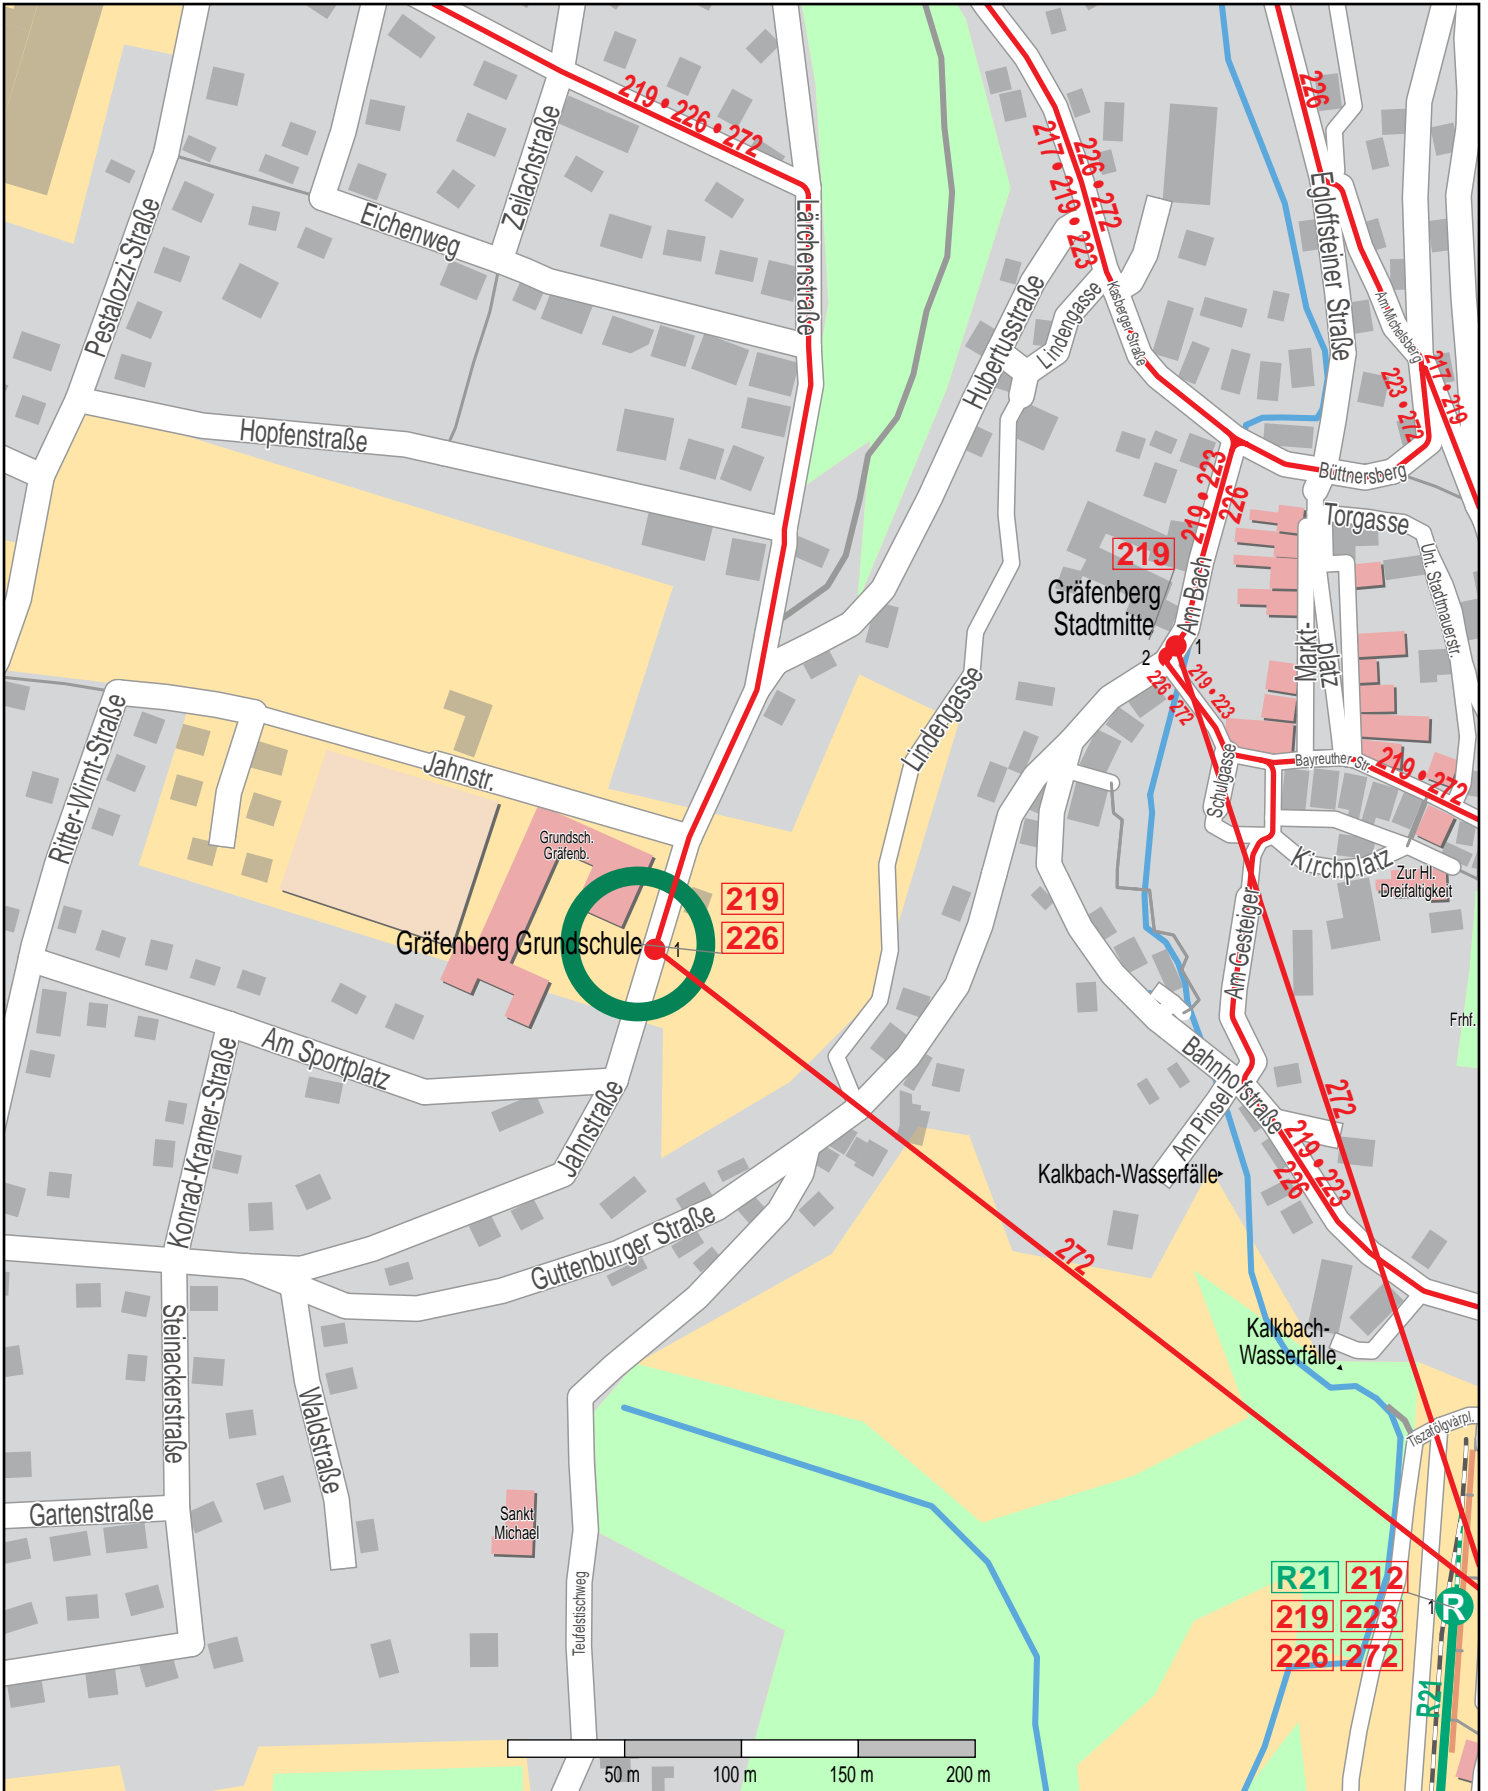 219 • 226 • 272
226
217 • 219 • 223
226 • 272
Zeilachstraße
Eichenweg
Pestalozzi-Straße
Lärchenstraße
Egloffsteiner Straße
Hubertusstraße
Lindengasse
Kasberger Straße
Am Michelsberg
217 • 219
223 • 272
Hopfenstraße
Büttnersberg
219 • 223
226
Torgasse
219
Gräfenberg
Stadtmitte
Am Bach
Unt. Stadtmauerstr.
1
2
Markt-
platz
219 • 223
226 • 272
Lindengasse
Ritter-Wirnt-Straße
Jahnstr.
Schulgasse
Bayreuther Str.
219 • 272
Grundsch.
Gräfenb.
Kirchplatz
Zur Hl.
Dreifaltigkeit
219
226
Gräfenberg Grundschule
1
Am Gesteiger
Frhf.
Am Sportplatz
Konrad-Kramer-Straße
Jahnstraße
Bahnhofstraße
Am Pinsel
272
219 • 223
226
Kalkbach-Wasserfälle
Guttenburger Straße
272
Steinackerstraße
Waldstraße
Kalkbach-
Wasserfälle
Tiszafölgvàrpl.
Gartenstraße
Sankt
Michael
Teufelstischweg
R21 212
219 223
226 272
1
R
R21
50 m 100 m 150 m 200 m